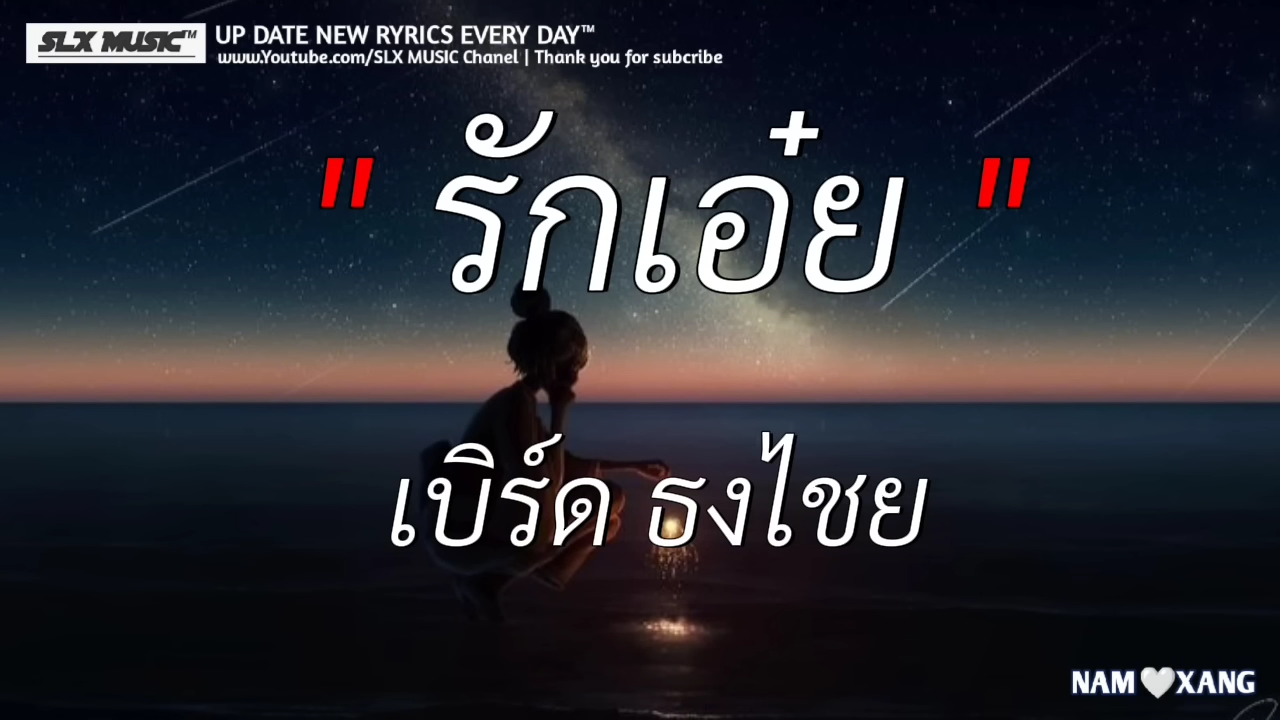 SLX MUSIC™ UP DATE NEW RYRICS EVERY DAY™
www.Youtube.com/SLX MUSIC Chanel | Thank you for subcribe
" รักเอ๋ย "
เบิร์ด ธงไชย
NAM🤍XANG